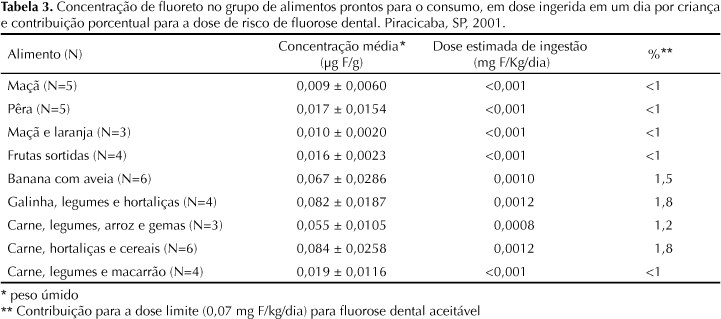 Tabela 3. Concentração de fluoreto no grupo de alimentos prontos para o consumo, em dose ingerida em um dia por criança
e contribuição porcentual para a dose de risco de fluorose dental. Piracicaba, SP, 2001.
Alimento (N) Concentração média* (µg F/g) Dose estimada de ingestão (mg F/Kg/dia) %**
Maçã (N=5) 0,009 ± 0,0060 <0,001 <1
Pêra (N=5) 0,017 ± 0,0154 <0,001 <1
Maçã e laranja (N=3) 0,010 ± 0,0020 <0,001 <1
Frutas sortidas (N=4) 0,016 ± 0,0023 <0,001 <1
Banana com aveia (N=6) 0,067 ± 0,0286 0,0010 1,5
Galinha, legumes e hortaliças (N=4) 0,082 ± 0,0187 0,0012 1,8
Carne, legumes, arroz e gemas (N=3) 0,055 ± 0,0105 0,0008 1,2
Carne, hortaliças e cereais (N=6) 0,084 ± 0,0258 0,0012 1,8
Carne, legumes e macarrão (N=4) 0,019 ± 0,0116 <0,001 <1
* peso úmido
** Contribuição para a dose limite (0,07 mg F/kg/dia) para fluorose dental aceitável